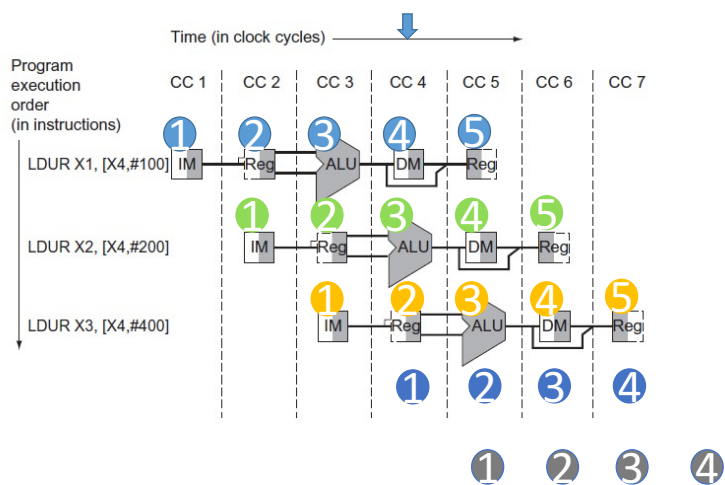 Time (in clock cycles)
Program
execution
order
(in instructions)
CC 1 CC 2 CC 3 CC 4 CC 5 CC 6 CC 7
1 2 3 4 5
LDUR X1, [X4,#100] IM Reg ALU DM Reg
1 2 3 4 5
LDUR X2, [X4,#200] IM Reg ALU DM Reg
1 2 3 4 5
LDUR X3, [X4,#400] IM Reg ALU DM Reg
1 2 3 4
1 2 3 4